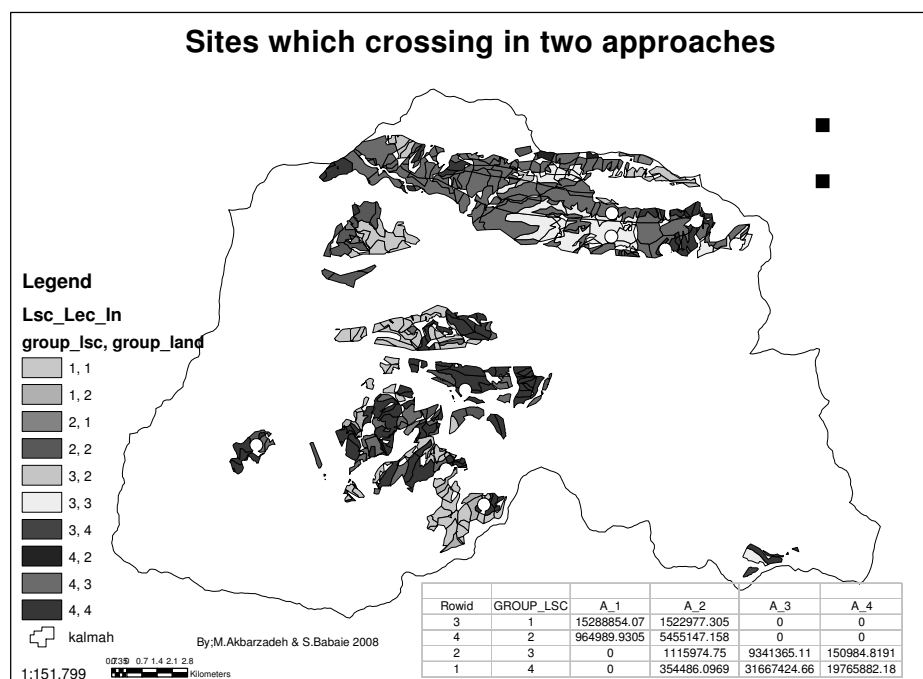 Sites which crossing in two approaches
Legend
Lsc_Lec_In
group_lsc, group_land
1, 1
1, 2
2, 1
2, 2
3, 2
3, 3
3, 4
4, 2
4, 3
4, 4
kalmah
By;M.Akbarzadeh & S.Babaie 2008
1:151,799
0.7 1.4 2.1 2.8
Kilometers
Rowid GROUP_LSC A_1 A_2 A_3 A_4
3 1 15288854.07 1522977.305 0 0
4 2 964989.9305 5455147.158 0 0
2 3 0 1115974.75 9341365.11 150984.8191
1 4 0 354486.0969 31667424.66 19765882.18